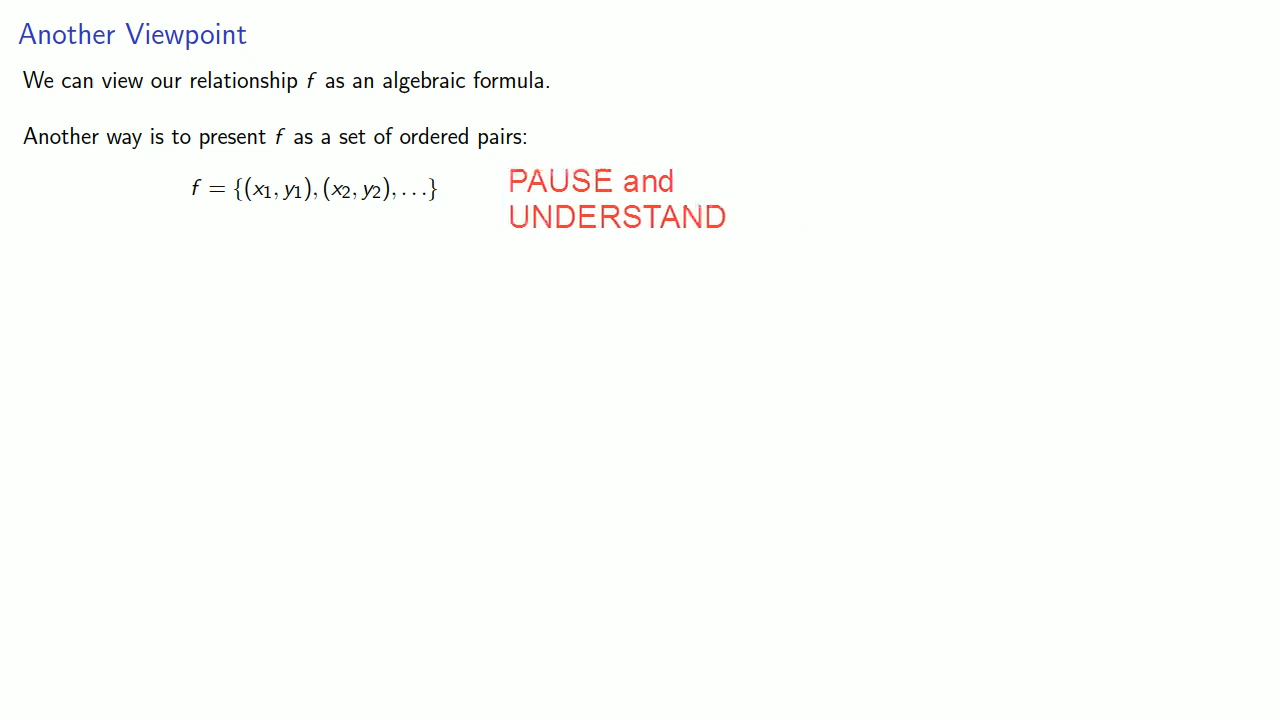 Another Viewpoint
We can view our relationship f as an algebraic formula.
Another way is to present f as a set of ordered pairs:
f = {(x₁, y₁), (x₂, y₂), . . .}
PAUSE and
UNDERSTAND